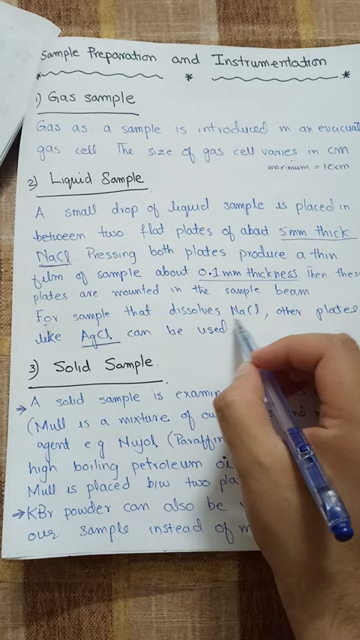 Sample Preparation and Instrumentation
1) Gas sample
Gas as a sample is introduced in an evacuat
gas cell. The size of gas cell varies in cm
maximum = 10cm
2) Liquid Sample
A small drop of liquid sample is placed in
between two flat plates of abad 5mm thick
NaCl. Pressing both plates produce a thin
film of sample about 0.1mm thickness Then these
plates are mounted in the sample beam
For sample that dissolves NaCl, other plates
like AgCl can be used
3) Solid Sample
→ A solid sample is examin
(Mull is a mixture of ou
agent e.g Nujol (Paraffin
high boiling petroleum oi
Mull is placed b/w two pla
→ KBr powder can also be
our sample instead of m